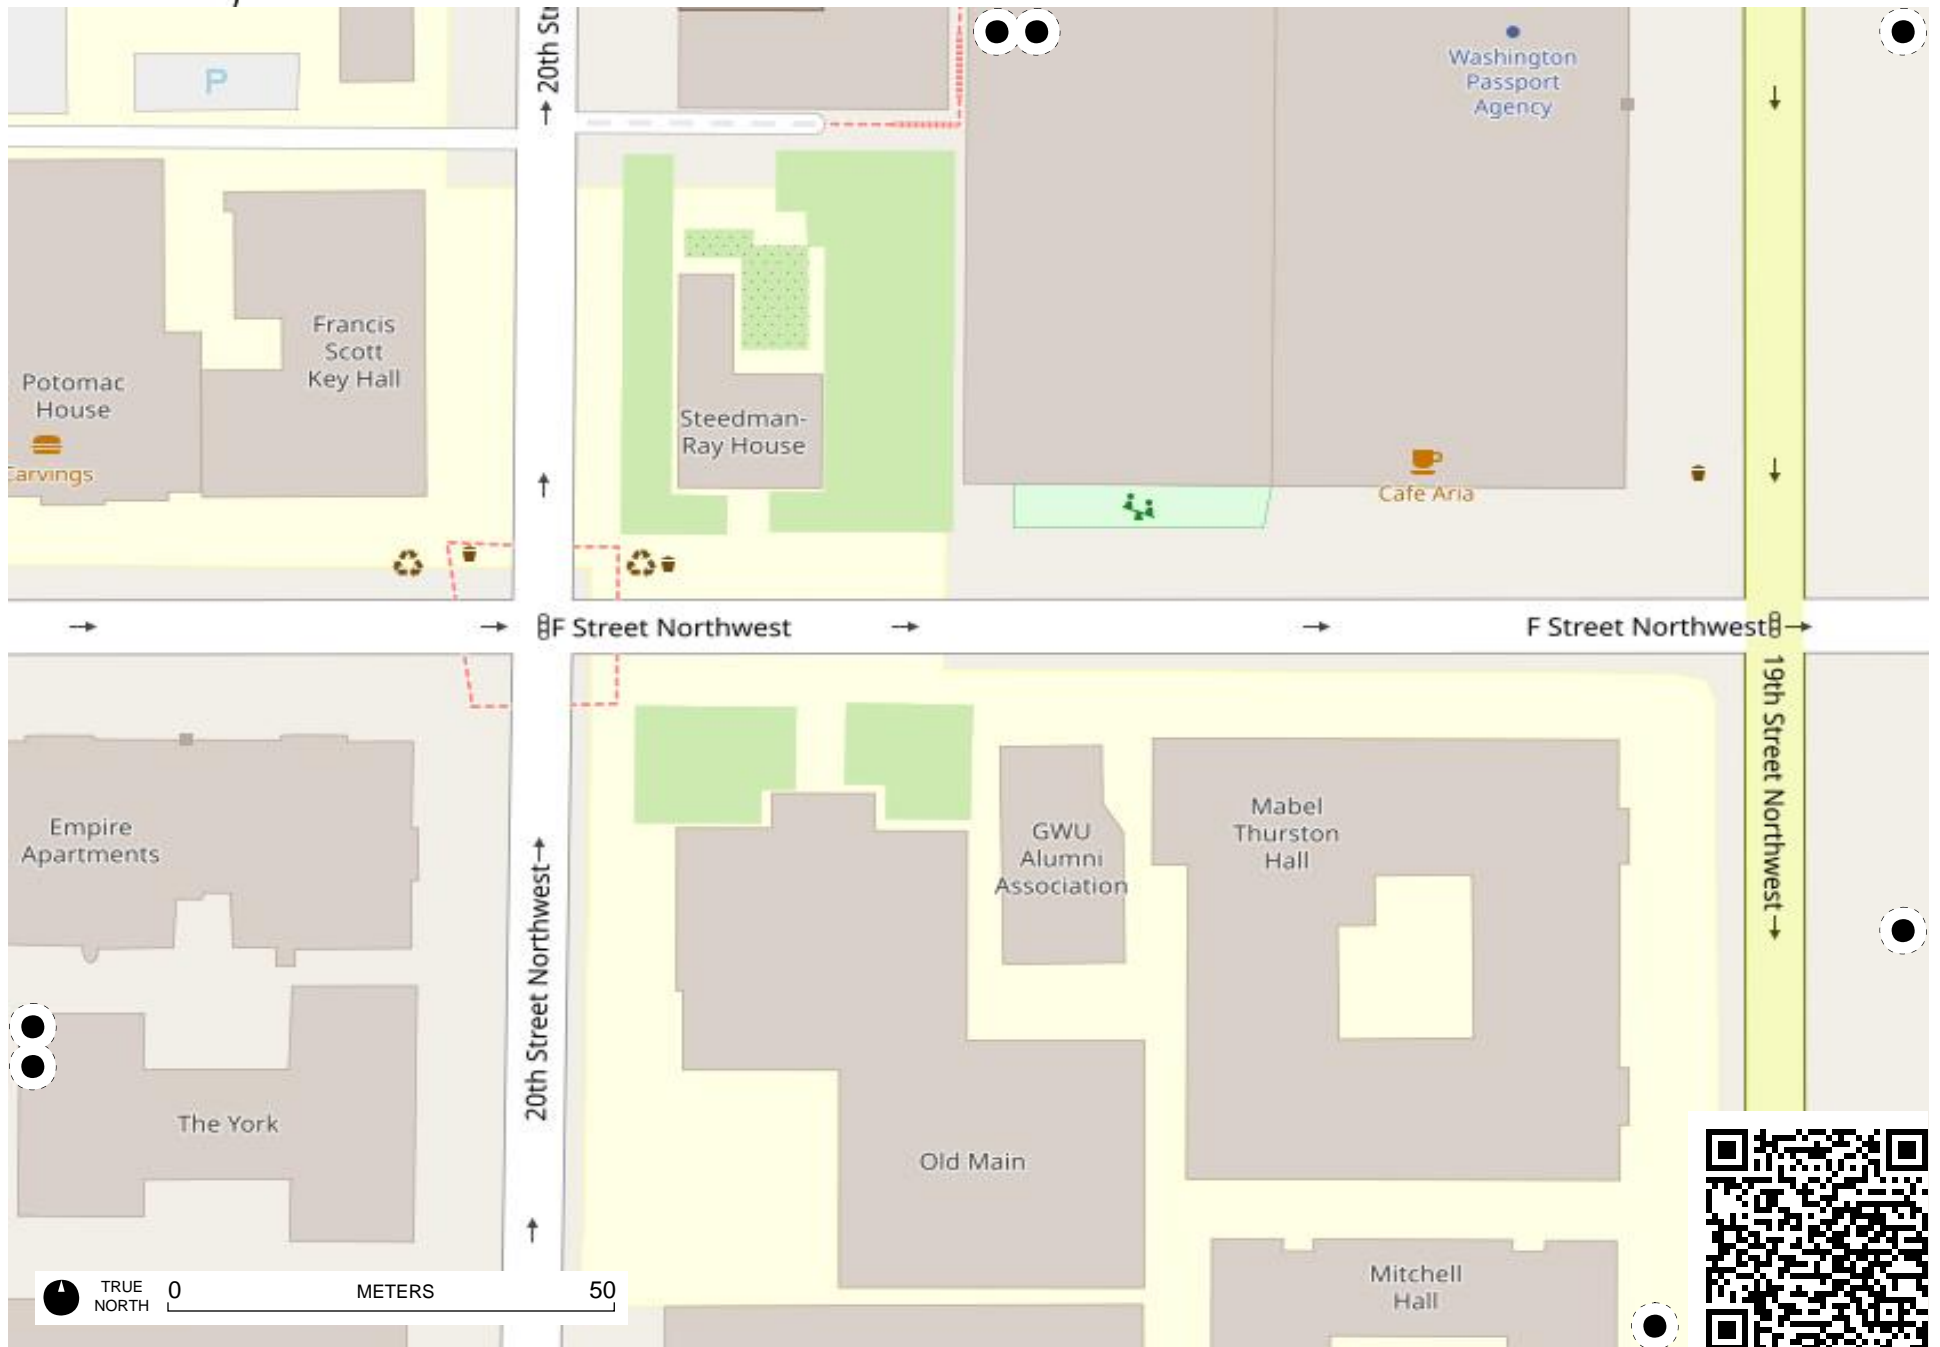 20th St
P
Washington
Passport
Agency
Francis
Scott
Key Hall
Potomac
House
Carvings
Steedman-
Ray House
Cafe Aria
F Street Northwest
F Street Northwest
19th Street Northwest
Empire
Apartments
GWU
Alumni
Association
Mabel
Thurston
Hall
20th Street Northwest
The York
Old Main
Mitchell
Hall
TRUE
NORTH
0 METERS 50